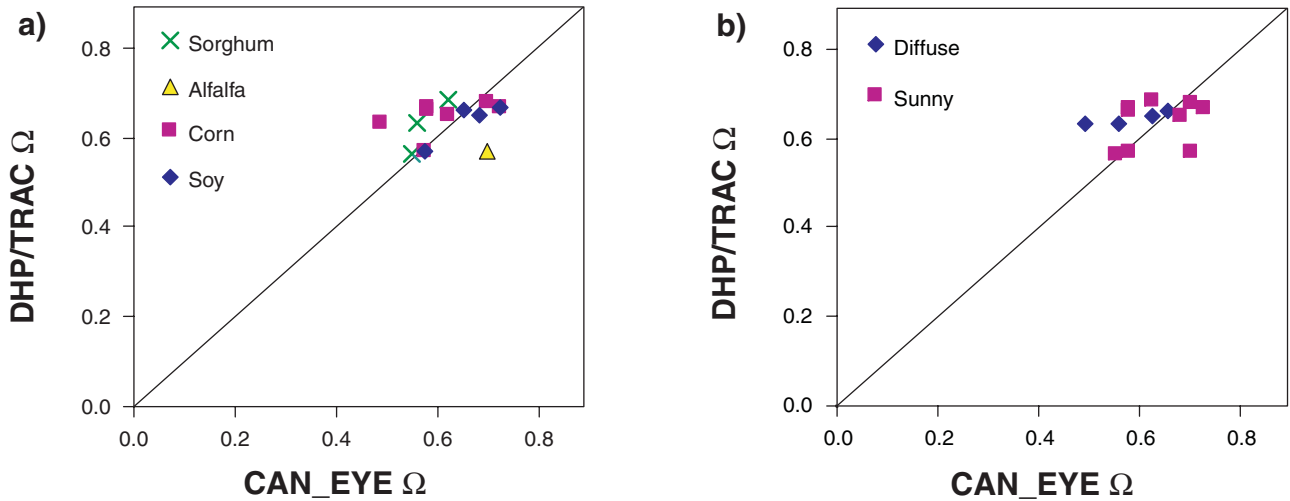 a)
Sorghum
Alfalfa
Corn
Soy
DHP/TRAC Ω
0.8
0.6
0.4
0.2
0.0
0.0 0.2 0.4 0.6 0.8
CAN_EYE Ω
b)
Diffuse
Sunny
DHP/TRAC Ω
0.8
0.6
0.4
0.2
0.0
0.0 0.2 0.4 0.6 0.8
CAN_EYE Ω